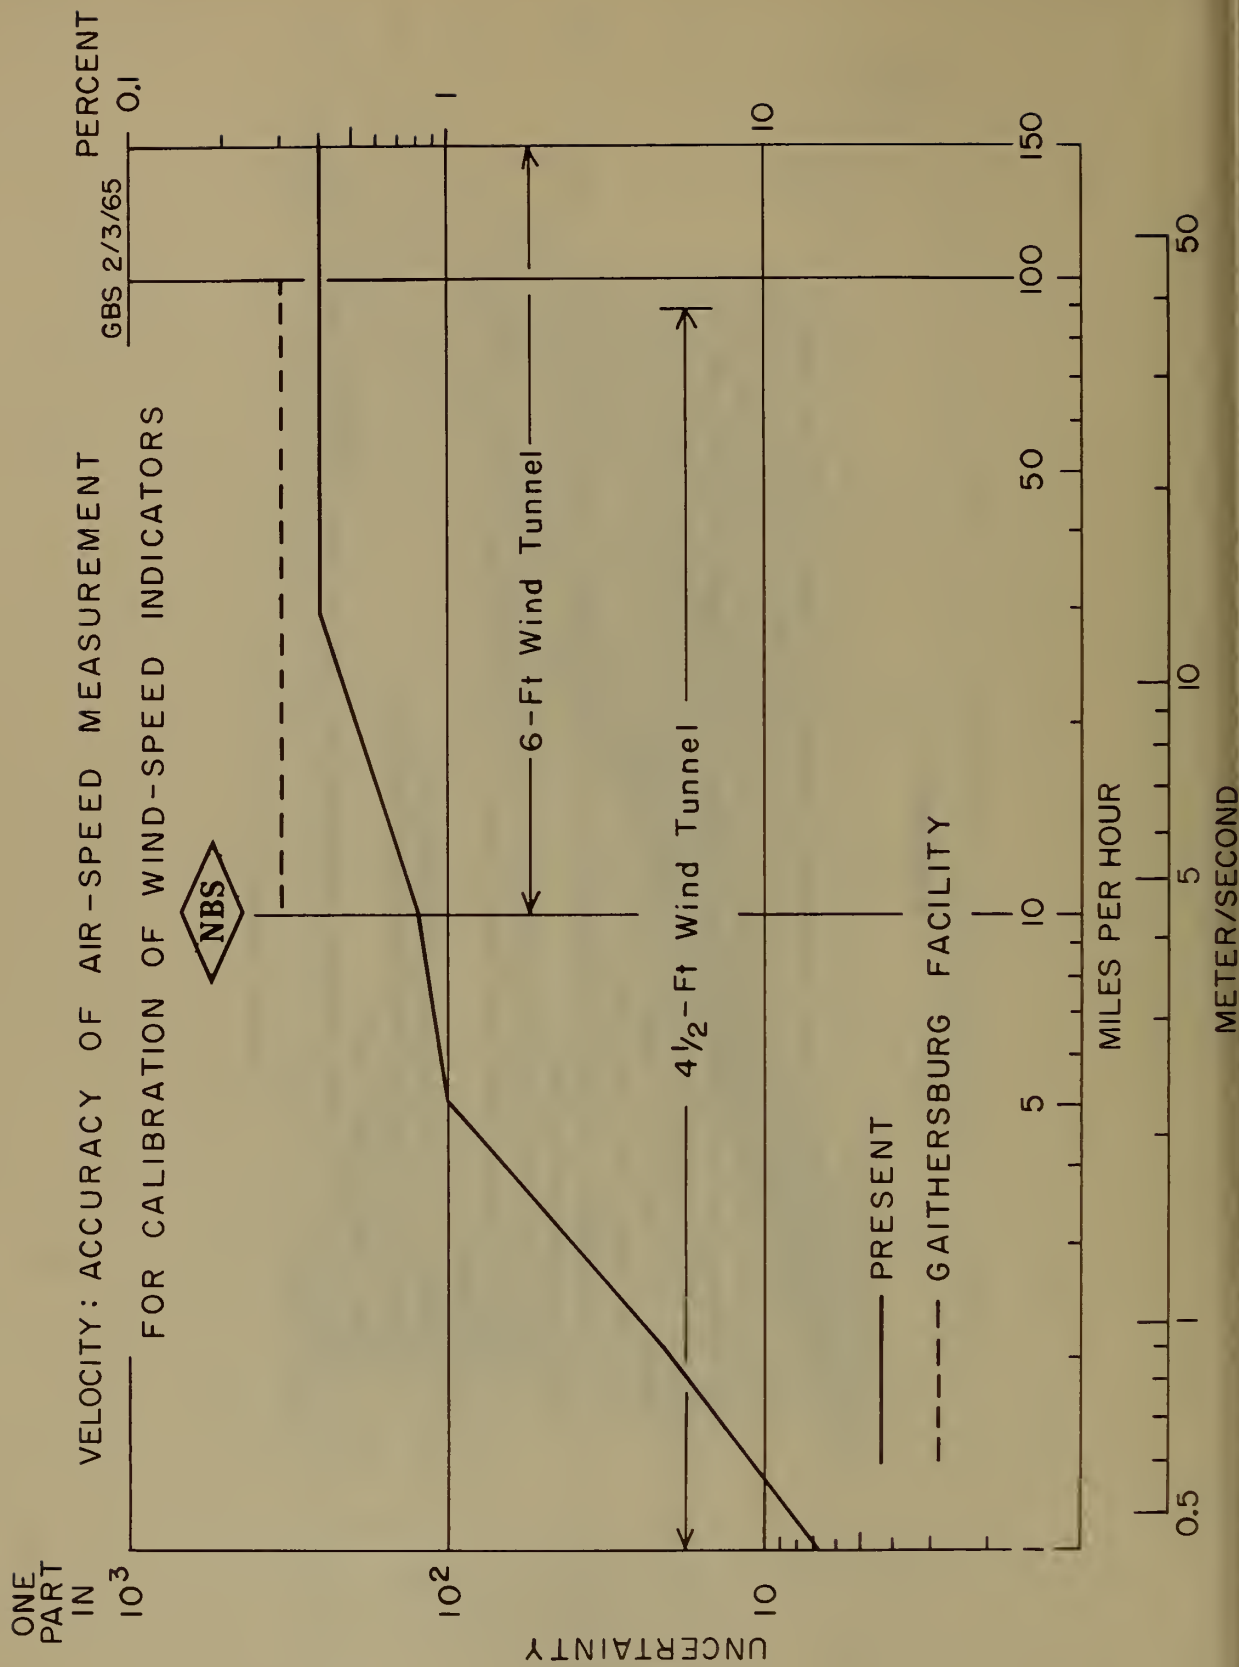 VELOCITY: ACCURACY OF AIR-SPEED MEASUREMENT
FOR CALIBRATION OF WIND-SPEED INDICATORS
GBS 2/3/65
NBS
ONE
PART
IN
10³
10²
10
UNCERTAINTY
PERCENT
0.1
1
10
6-Ft Wind Tunnel
4½-Ft Wind Tunnel
PRESENT
GAITHERSBURG FACILITY
1 5 10 50 100 150
MILES PER HOUR
0.5 1 5 10 50
METER/SECOND